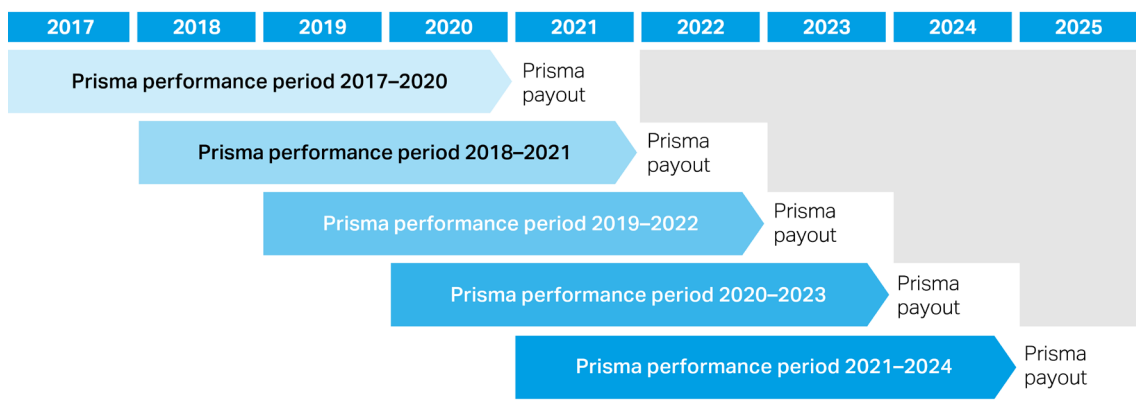 2017 2018 2019 2020 2021 2022 2023 2024 2025
Prisma performance period 2017–2020
Prisma
payout
Prisma performance period 2018–2021
Prisma
payout
Prisma performance period 2019–2022
Prisma
payout
Prisma performance period 2020–2023
Prisma
payout
Prisma performance period 2021–2024
Prisma
payout